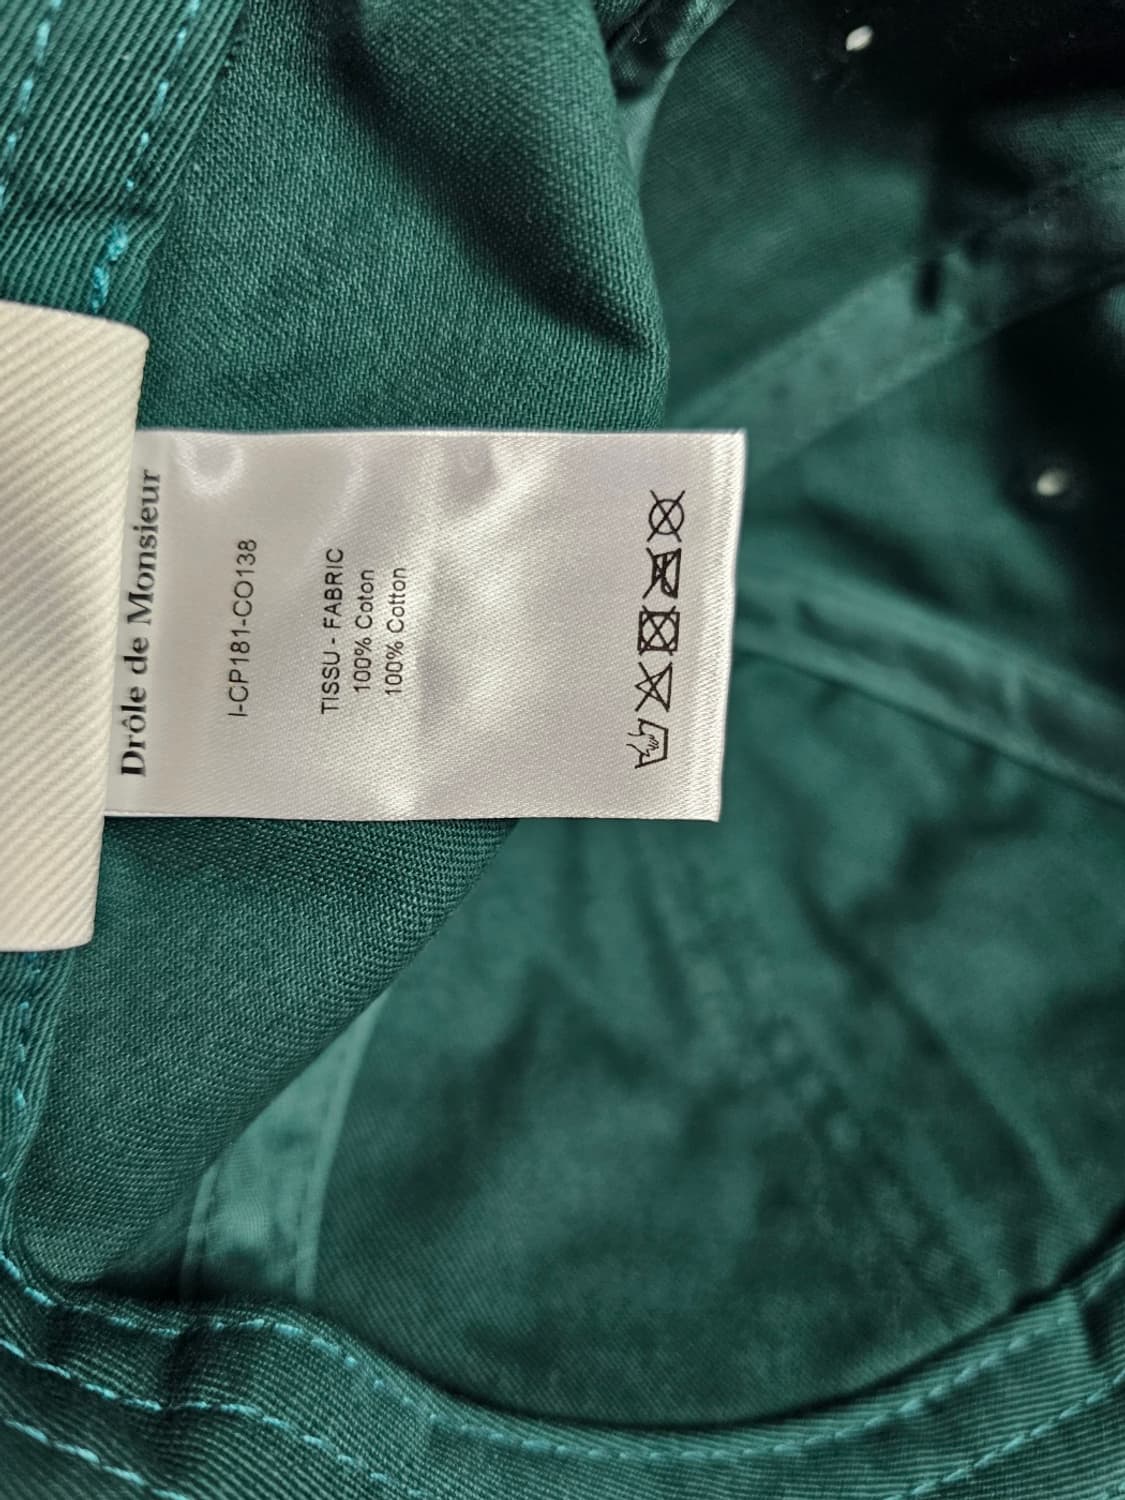 Drôle de Monsieur
I-CP181-CO138
TISSU - FABRIC
100% Coton
100% Cotton